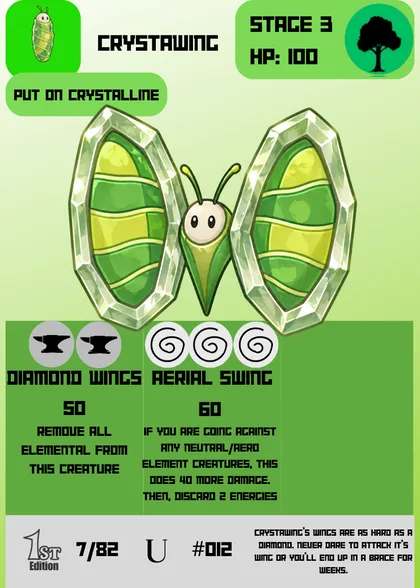 CRYSTAWING
STAGE 3
HP: 100
PUT ON CRYSTALLINE
DIAMOND WINGS
50
REMOVE ALL
ELEMENTAL FROM
THIS CREATURE
AERIAL SWING
60
IF YOU ARE GOING AGAINST
ANY NEUTRAL/AERO
ELEMENT CREATURES, THIS
DOES 40 MORE DAMAGE.
THEN, DISCARD 2 ENERGIES
1ST
Edition
7/82
U
#012
CRYSTAWING'S WINGS ARE AS HARD AS A
DIAMOND. NEVER DARE TO ATTACK IT'S
WING OR YOU'LL END UP IN A BRACE FOR
WEEKS.